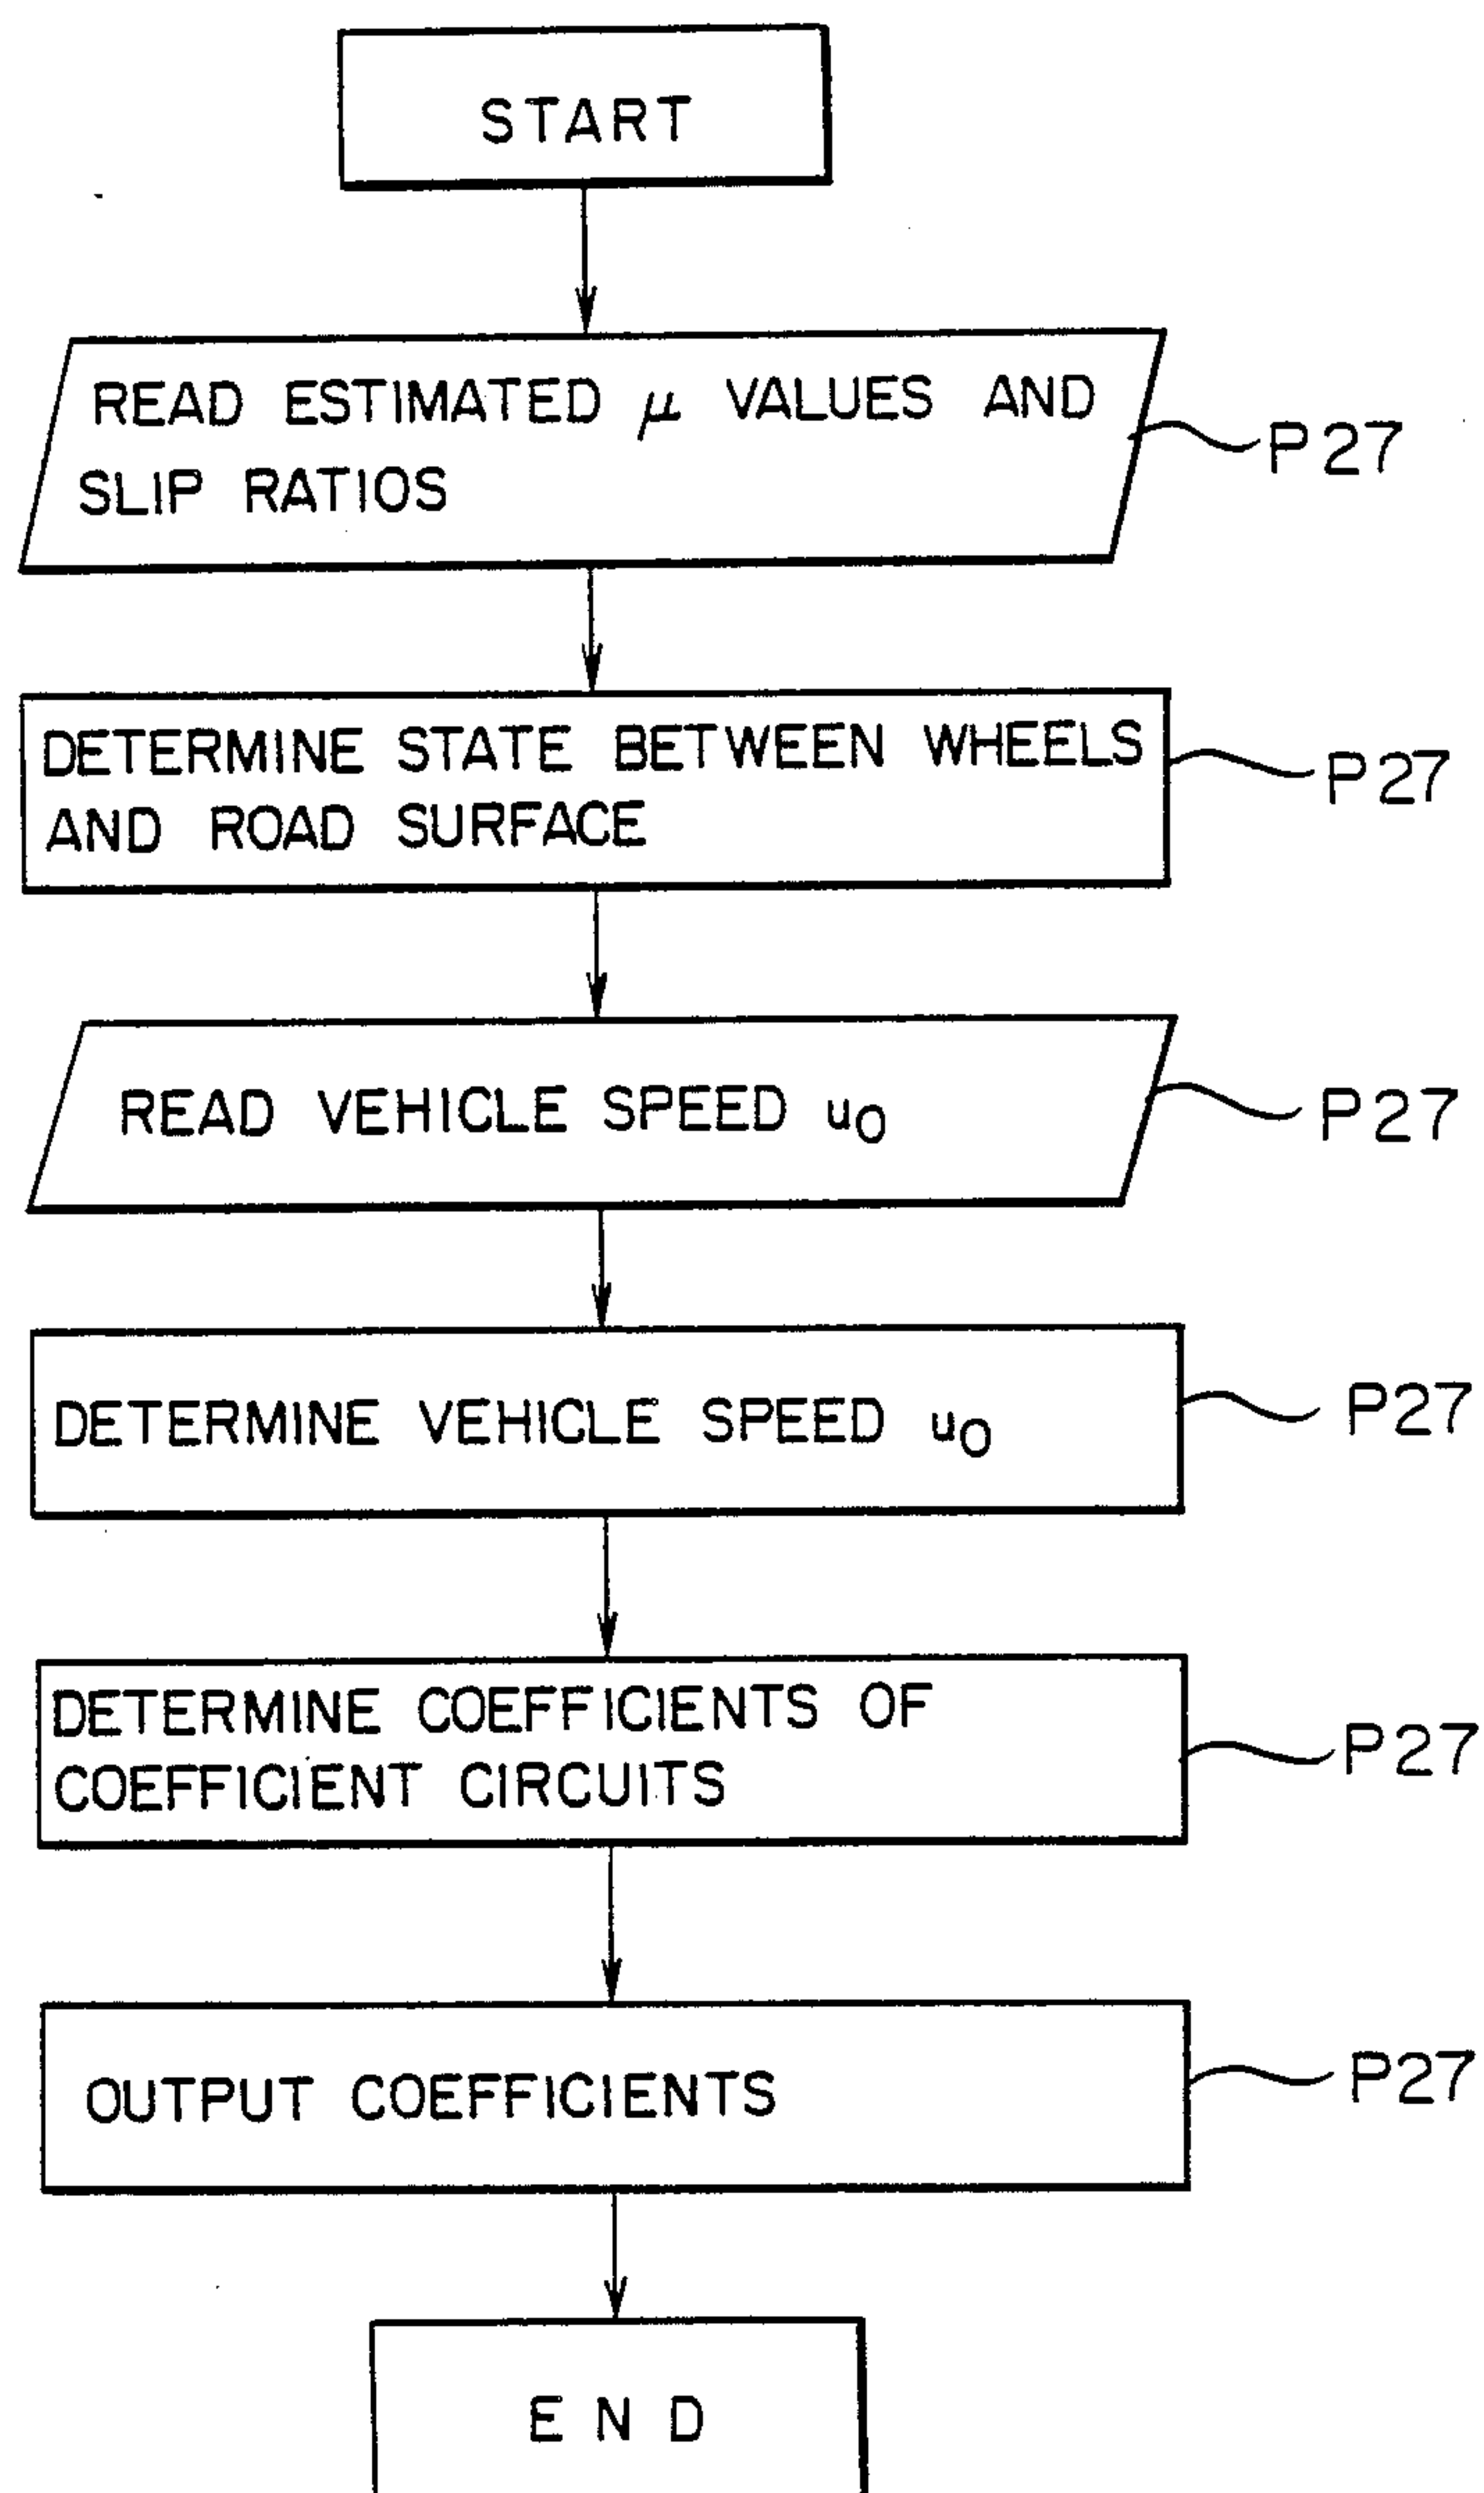 START
READ ESTIMATED μ VALUES AND
SLIP RATIOS
P27
DETERMINE STATE BETWEEN WHEELS
AND ROAD SURFACE
P27
READ VEHICLE SPEED u0
P27
DETERMINE VEHICLE SPEED u0
P27
DETERMINE COEFFICIENTS OF
COEFFICIENT CIRCUITS
P27
OUTPUT COEFFICIENTS
P27
END